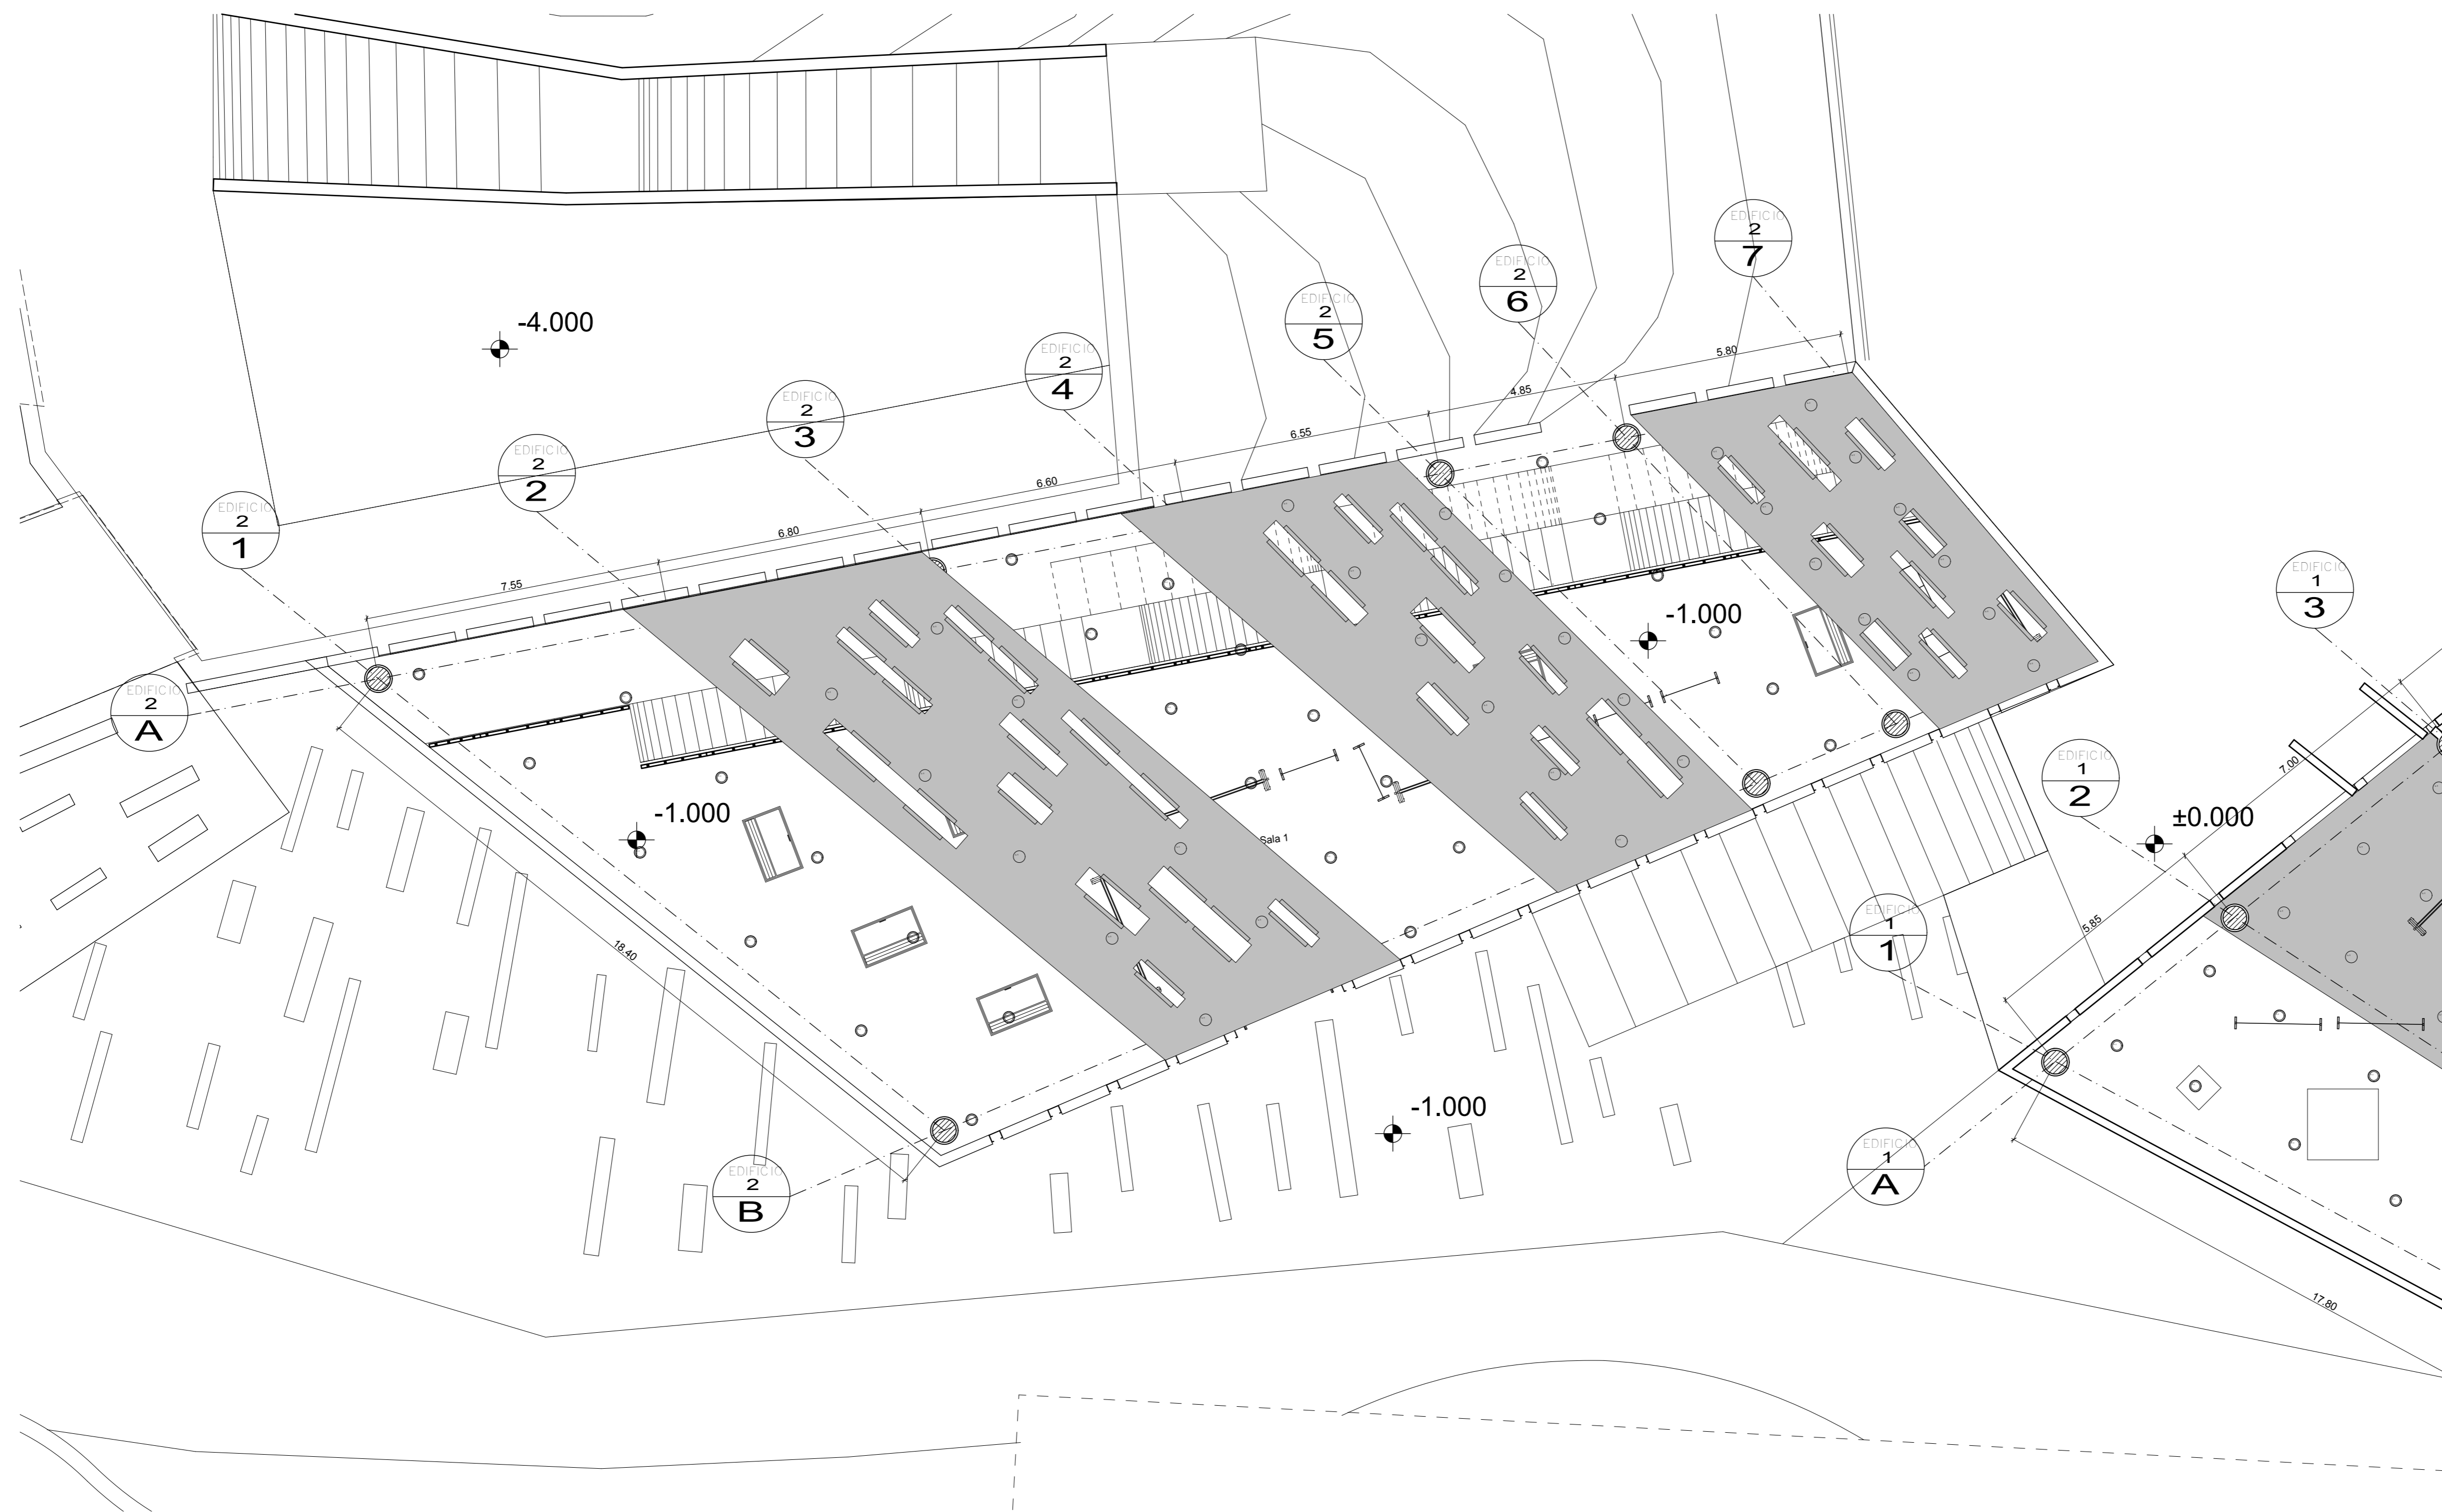 EDIFICIO
2
7
EDIFICIO
2
6
EDIFICIO
2
5
-4.000
EDIFICIO
2
4
5.80
EDIFICIO
2
3
4.85
6.55
EDIFICIO
2
2
6.60
EDIFICIO
2
1
6.80
7.55
EDIFICIO
1
3
-1.000
EDIFICIO
2
A
7.00
EDIFICIO
1
2
-1.000
±0.000
Sala 1
EDIFICIO
1
1
5.85
18.40
-1.000
EDIFICIO
1
A
EDIFICIO
2
B
17.80